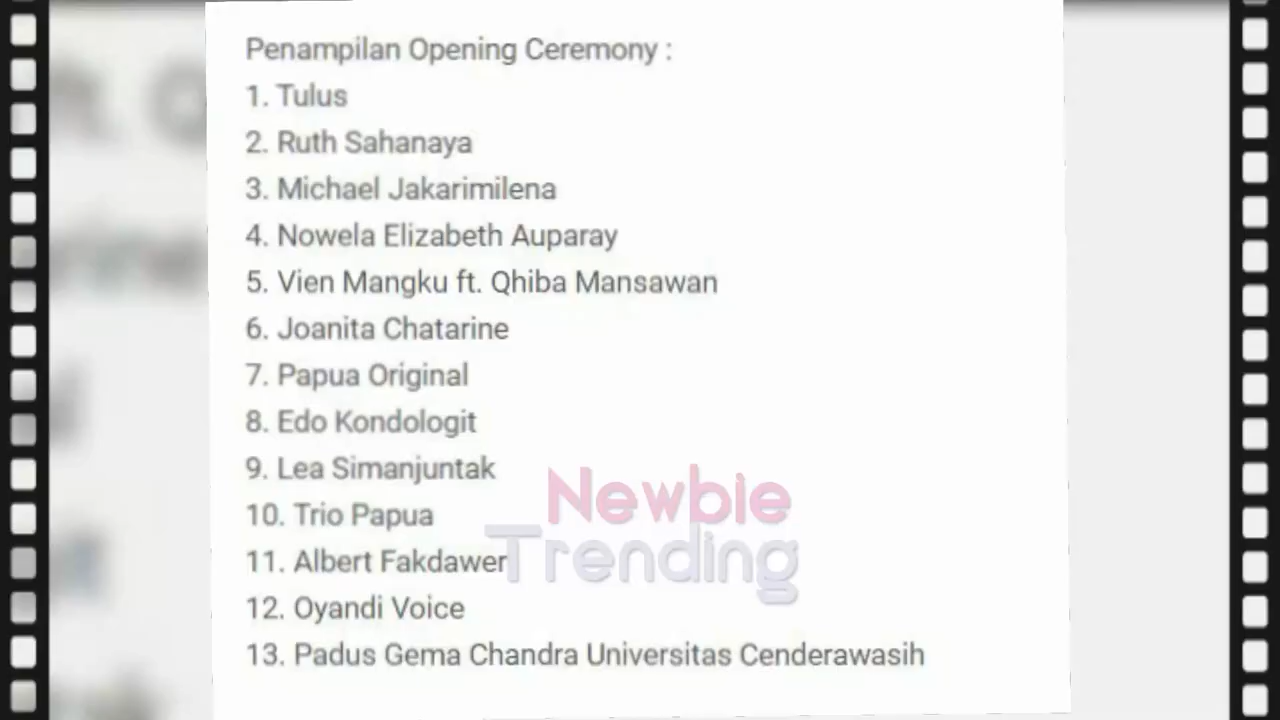 Penampilan Opening Ceremony :
1. Tulus
2. Ruth Sahanaya
3. Michael Jakarimilena
4. Nowela Elizabeth Auparay
5. Vien Mangku ft. Qhiba Mansawan
6. Joanita Chatarine
7. Papua Original
8. Edo Kondologit
9. Lea Simanjuntak
10. Trio Papua
11. Albert Fakdawer
12. Oyandi Voice
13. Padus Gema Chandra Universitas Cenderawasih
Newbie
Trending